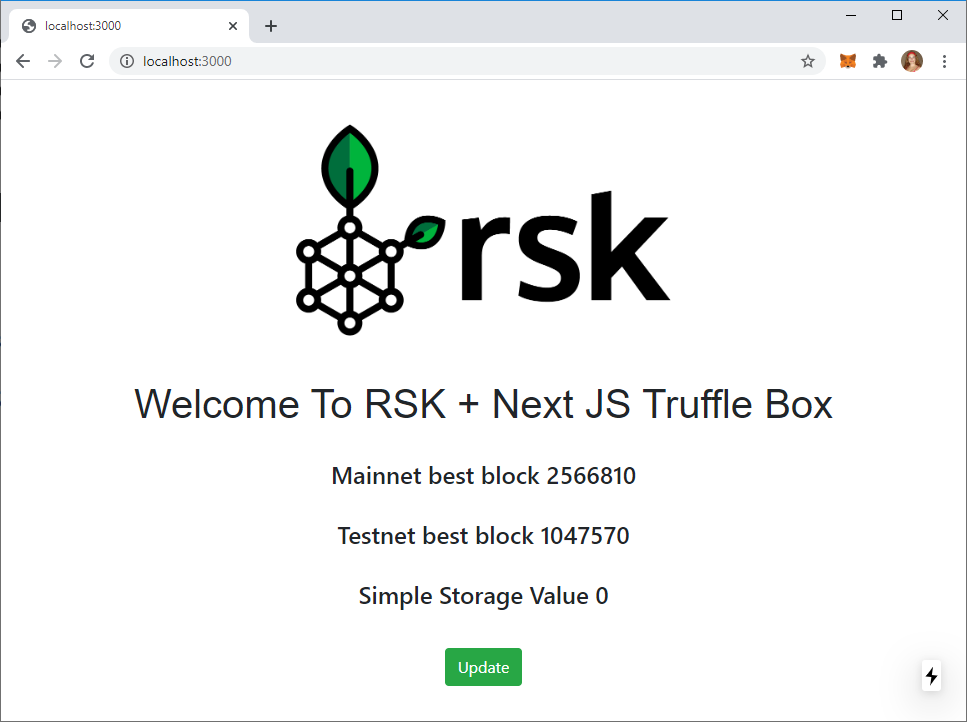 localhost:3000
localhost:3000
rsk
Welcome To RSK + Next JS Truffle Box
Mainnet best block 2566810
Testnet best block 1047570
Simple Storage Value 0
Update